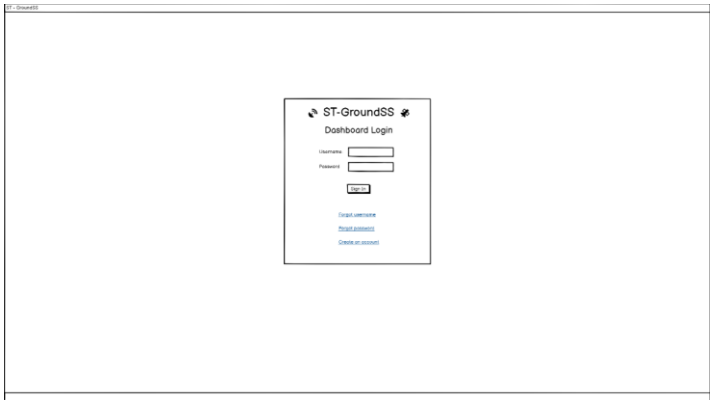 ST - GroundSS
ST-GroundSS
Dashboard Login
Username
Password
Sign In
Forgot username
Forgot password
Create an account